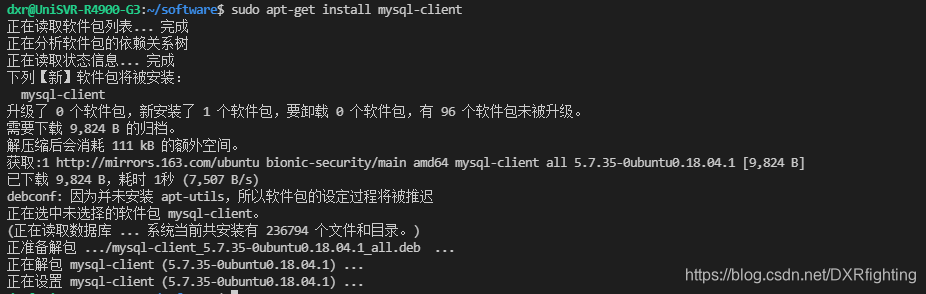 dxr@UniSVR-R4900-G3:~/software$ sudo apt-get install mysql-client
正在读取软件包列表... 完成
正在分析软件包的依赖关系树
正在读取状态信息... 完成
下列【新】软件包将被安装：
  mysql-client
升级了 0 个软件包，新安装了 1 个软件包，要卸载 0 个软件包，有 96 个软件包未被升级。
需要下载 9,824 B 的归档。
解压缩后会消耗 111 kB 的额外空间。
获取:1 http://mirrors.163.com/ubuntu bionic-security/main amd64 mysql-client all 5.7.35-0ubuntu0.18.04.1 [9,824 B]
已下载 9,824 B，耗时 1秒 (7,507 B/s)
debconf: 因为并未安装 apt-utils，所以软件包的设定过程将被推迟
正在选中未选择的软件包 mysql-client。
(正在读取数据库 ... 系统当前共安装有 236794 个文件和目录。)
正准备解包 .../mysql-client_5.7.35-0ubuntu0.18.04.1_all.deb  ...
正在解包 mysql-client (5.7.35-0ubuntu0.18.04.1) ...
正在设置 mysql-client (5.7.35-0ubuntu0.18.04.1) ...
https://blog.csdn.net/DXRfighting